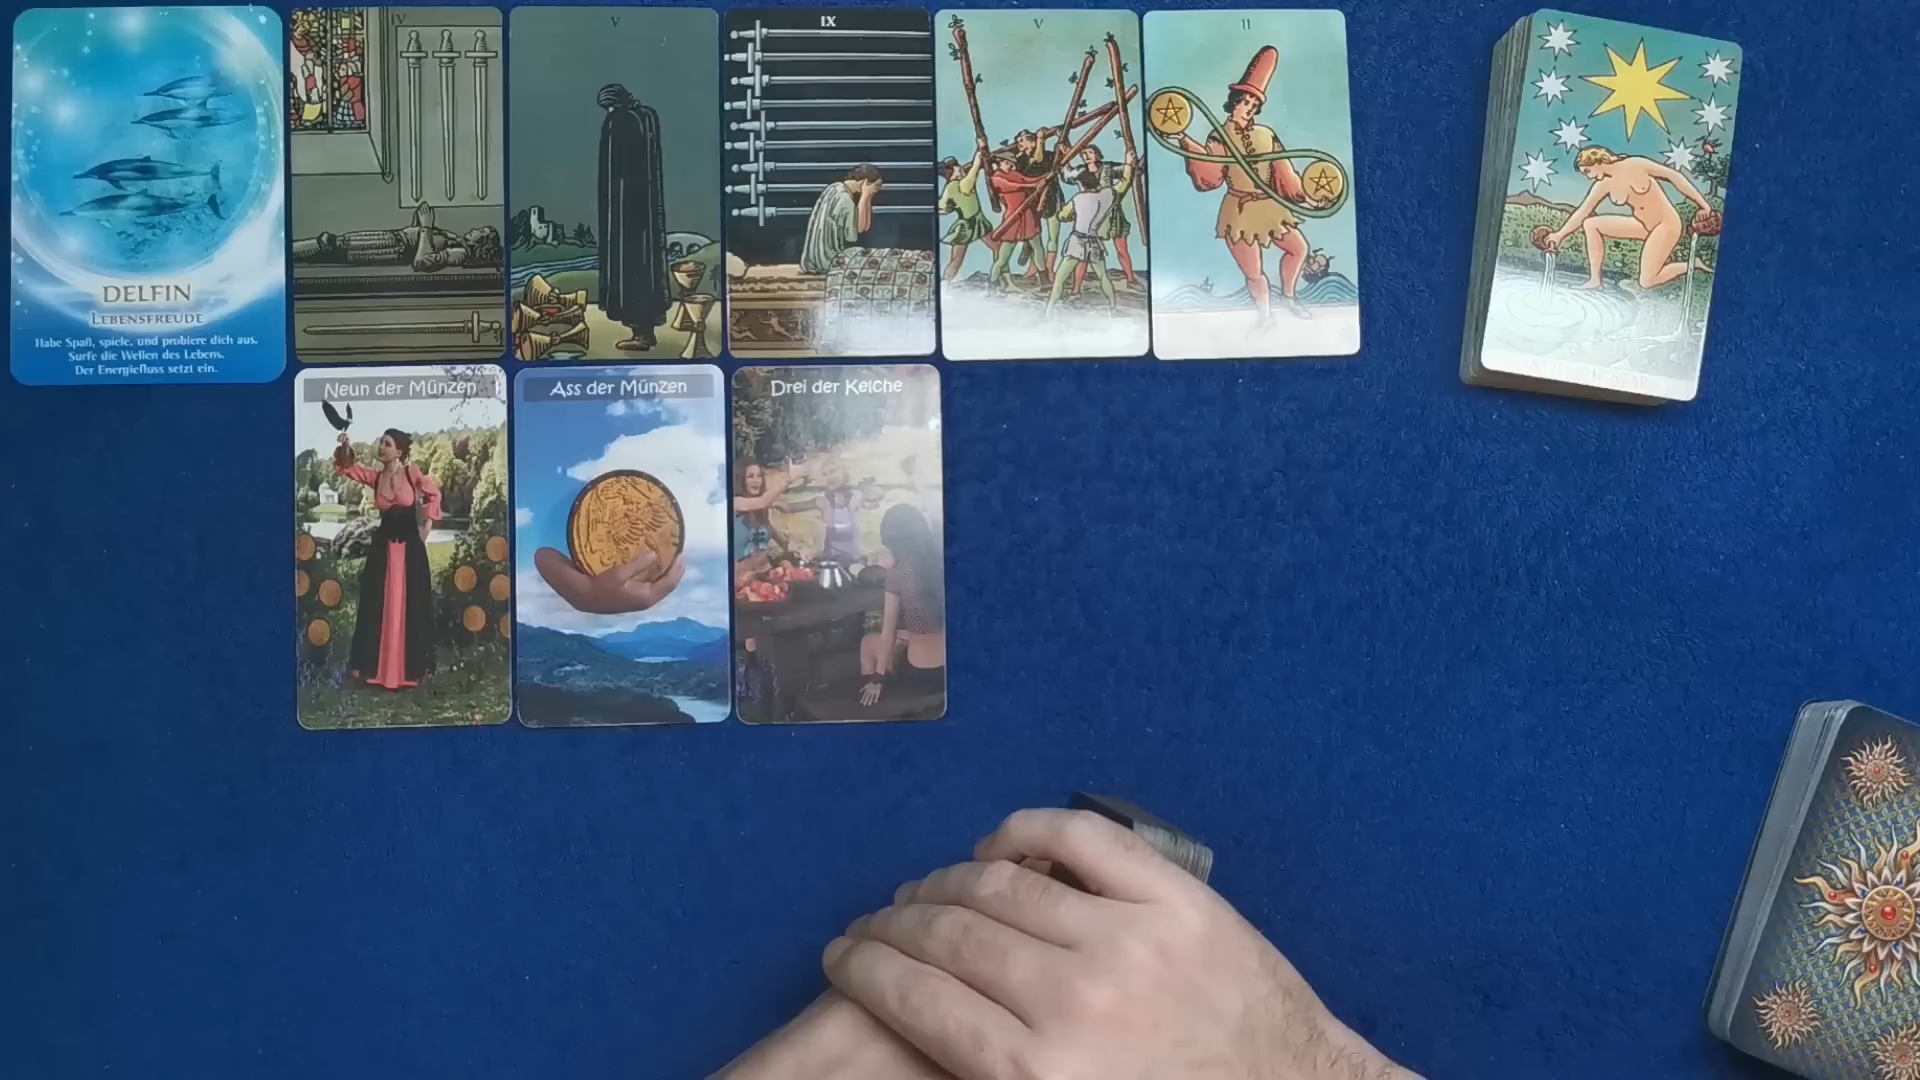 IV
V
IX
V
II
DELFIN
LEBENSFREUDE
Habe Spaß, spiele, und probiere dich aus.
Surfe die Wellen des Lebens.
Der Energiefluss setzt ein.
Neun der Münzen
Ass der Münzen
Drei der Kelche